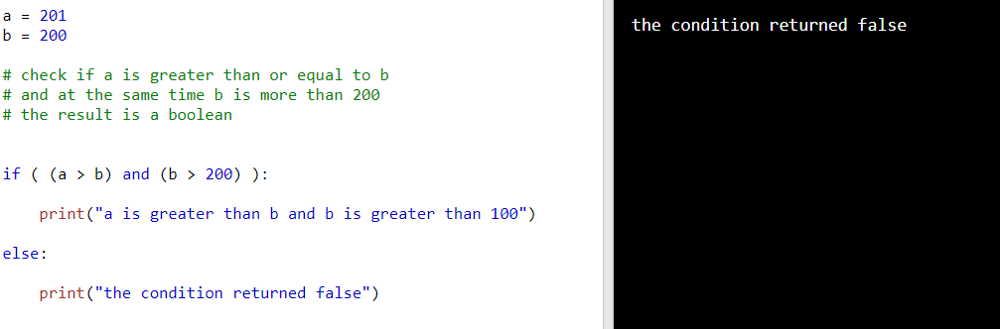 a = 201
b = 200
# check if a is greater than or equal to b
# and at the same time b is more than 200
# the result is a boolean
if ( (a > b) and (b > 200) ):
print("a is greater than b and b is greater than 100")
else:
print("the condition returned false")
the condition returned false